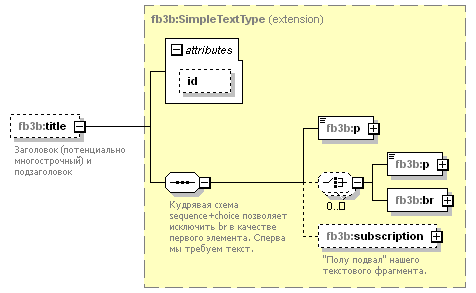 fb3b:SimpleTextType (extension)
attributes
id
fb3b:title
Заголовок (потенциально
многострочный) и
подзаголовок
fb3b:p
fb3b:p
0..
fb3b:br
Кудрявая схема
sequence+choice позволяет
исключить br в качестве
первого элемента. Сперва
мы требуем текст.
fb3b:subscription
"Полу подвал" нашего
текстового фрагмента.